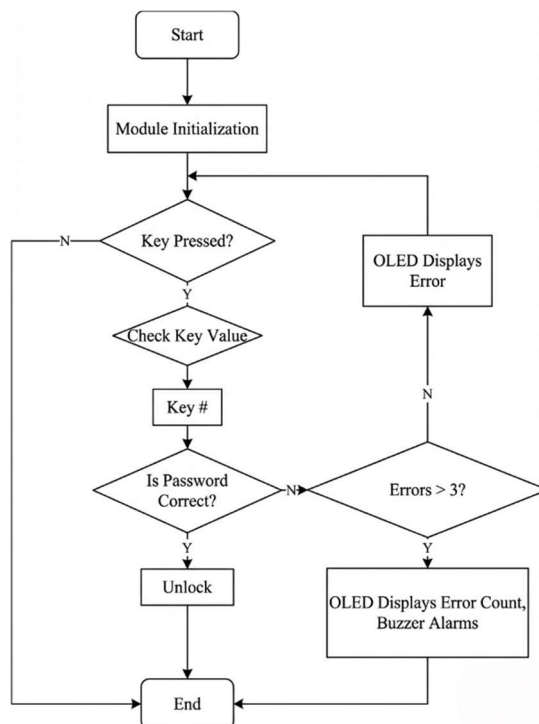 Start
Module Initialization
N
Key Pressed?
OLED Displays
Error
Y
Check Key Value
N
Key #
Is Password
Correct?
N
Errors > 3?
Y
Y
Unlock
OLED Displays Error Count,
Buzzer Alarms
End